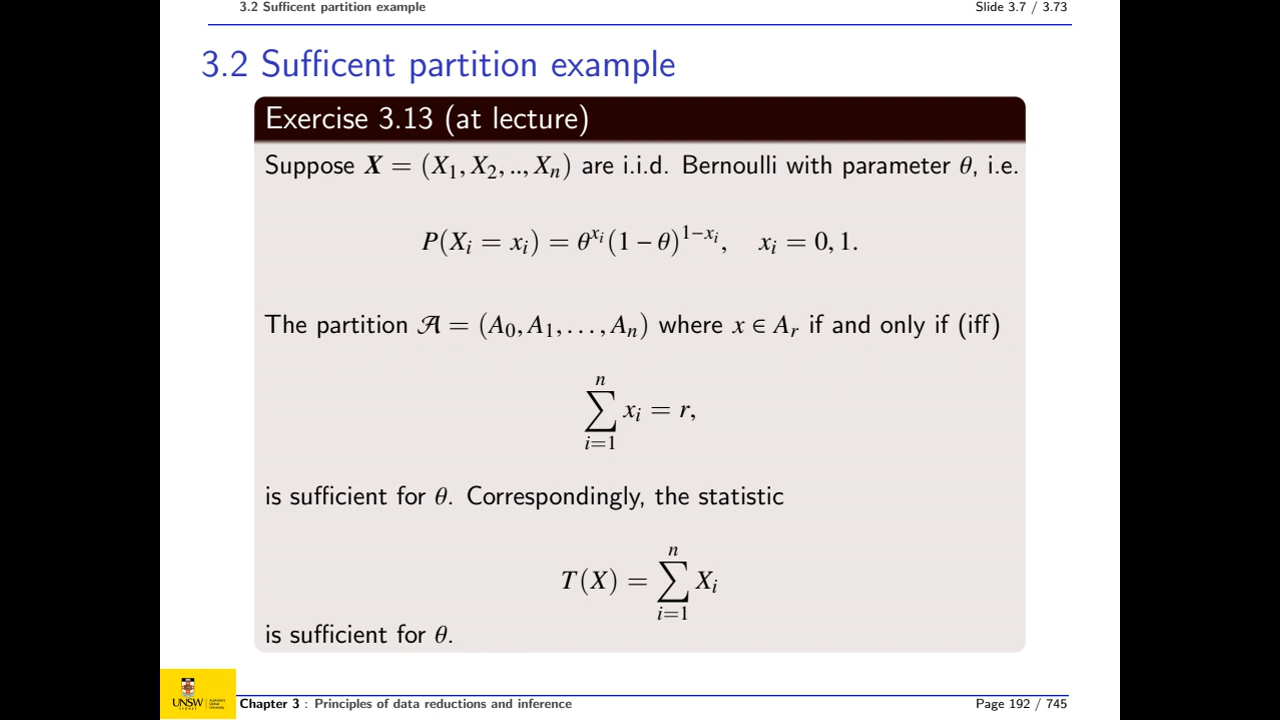 3.2 Sufficent partition example Slide 3.7 / 3.73
3.2 Sufficent partition example
Exercise 3.13 (at lecture)
Suppose X = (X₁, X₂, .., Xₙ) are i.i.d. Bernoulli with parameter θ, i.e.
P(Xᵢ = xᵢ) = θ^{xᵢ}(1 − θ)^{1−xᵢ}, xᵢ = 0, 1.
The partition 𝒜 = (A₀, A₁, . . . , Aₙ) where x ∈ Aᵣ if and only if (iff)
∑_{i=1}^{n} xᵢ = r,
is sufficient for θ. Correspondingly, the statistic
T(X) = ∑_{i=1}^{n} Xᵢ
is sufficient for θ.
UNSW
Chapter 3 : Principles of data reductions and inference Page 192 / 745